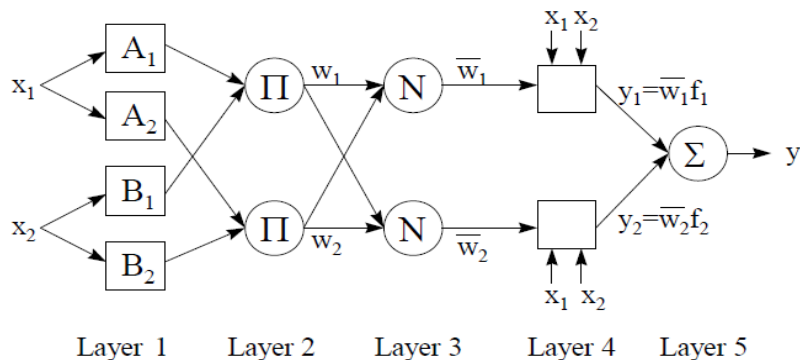 x₁ x₂
A₁
w₁ w̅₁
Π N y₁=w̅₁f₁
x₁
A₂
Σ y
B₁
x₂
Π N y₂=w̅₂f₂
w₂ w̅₂
B₂
x₁ x₂
Layer 1 Layer 2 Layer 3 Layer 4 Layer 5